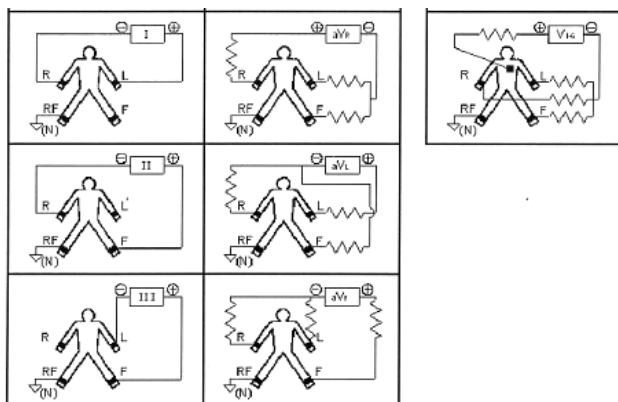 ⊖ I ⊕
R L
RF F
(N)
⊕ aVR ⊖
R L
RF F
(N)
⊕ V1-6 ⊖
R L
RF F
(N)
⊖ II ⊕
R L'
RF F
(N)
⊖ aVL ⊕
R L
RF F
(N)
⊖ III ⊕
R L
RF F
(N)
⊖ aVF ⊕
R L
RF F
(N)